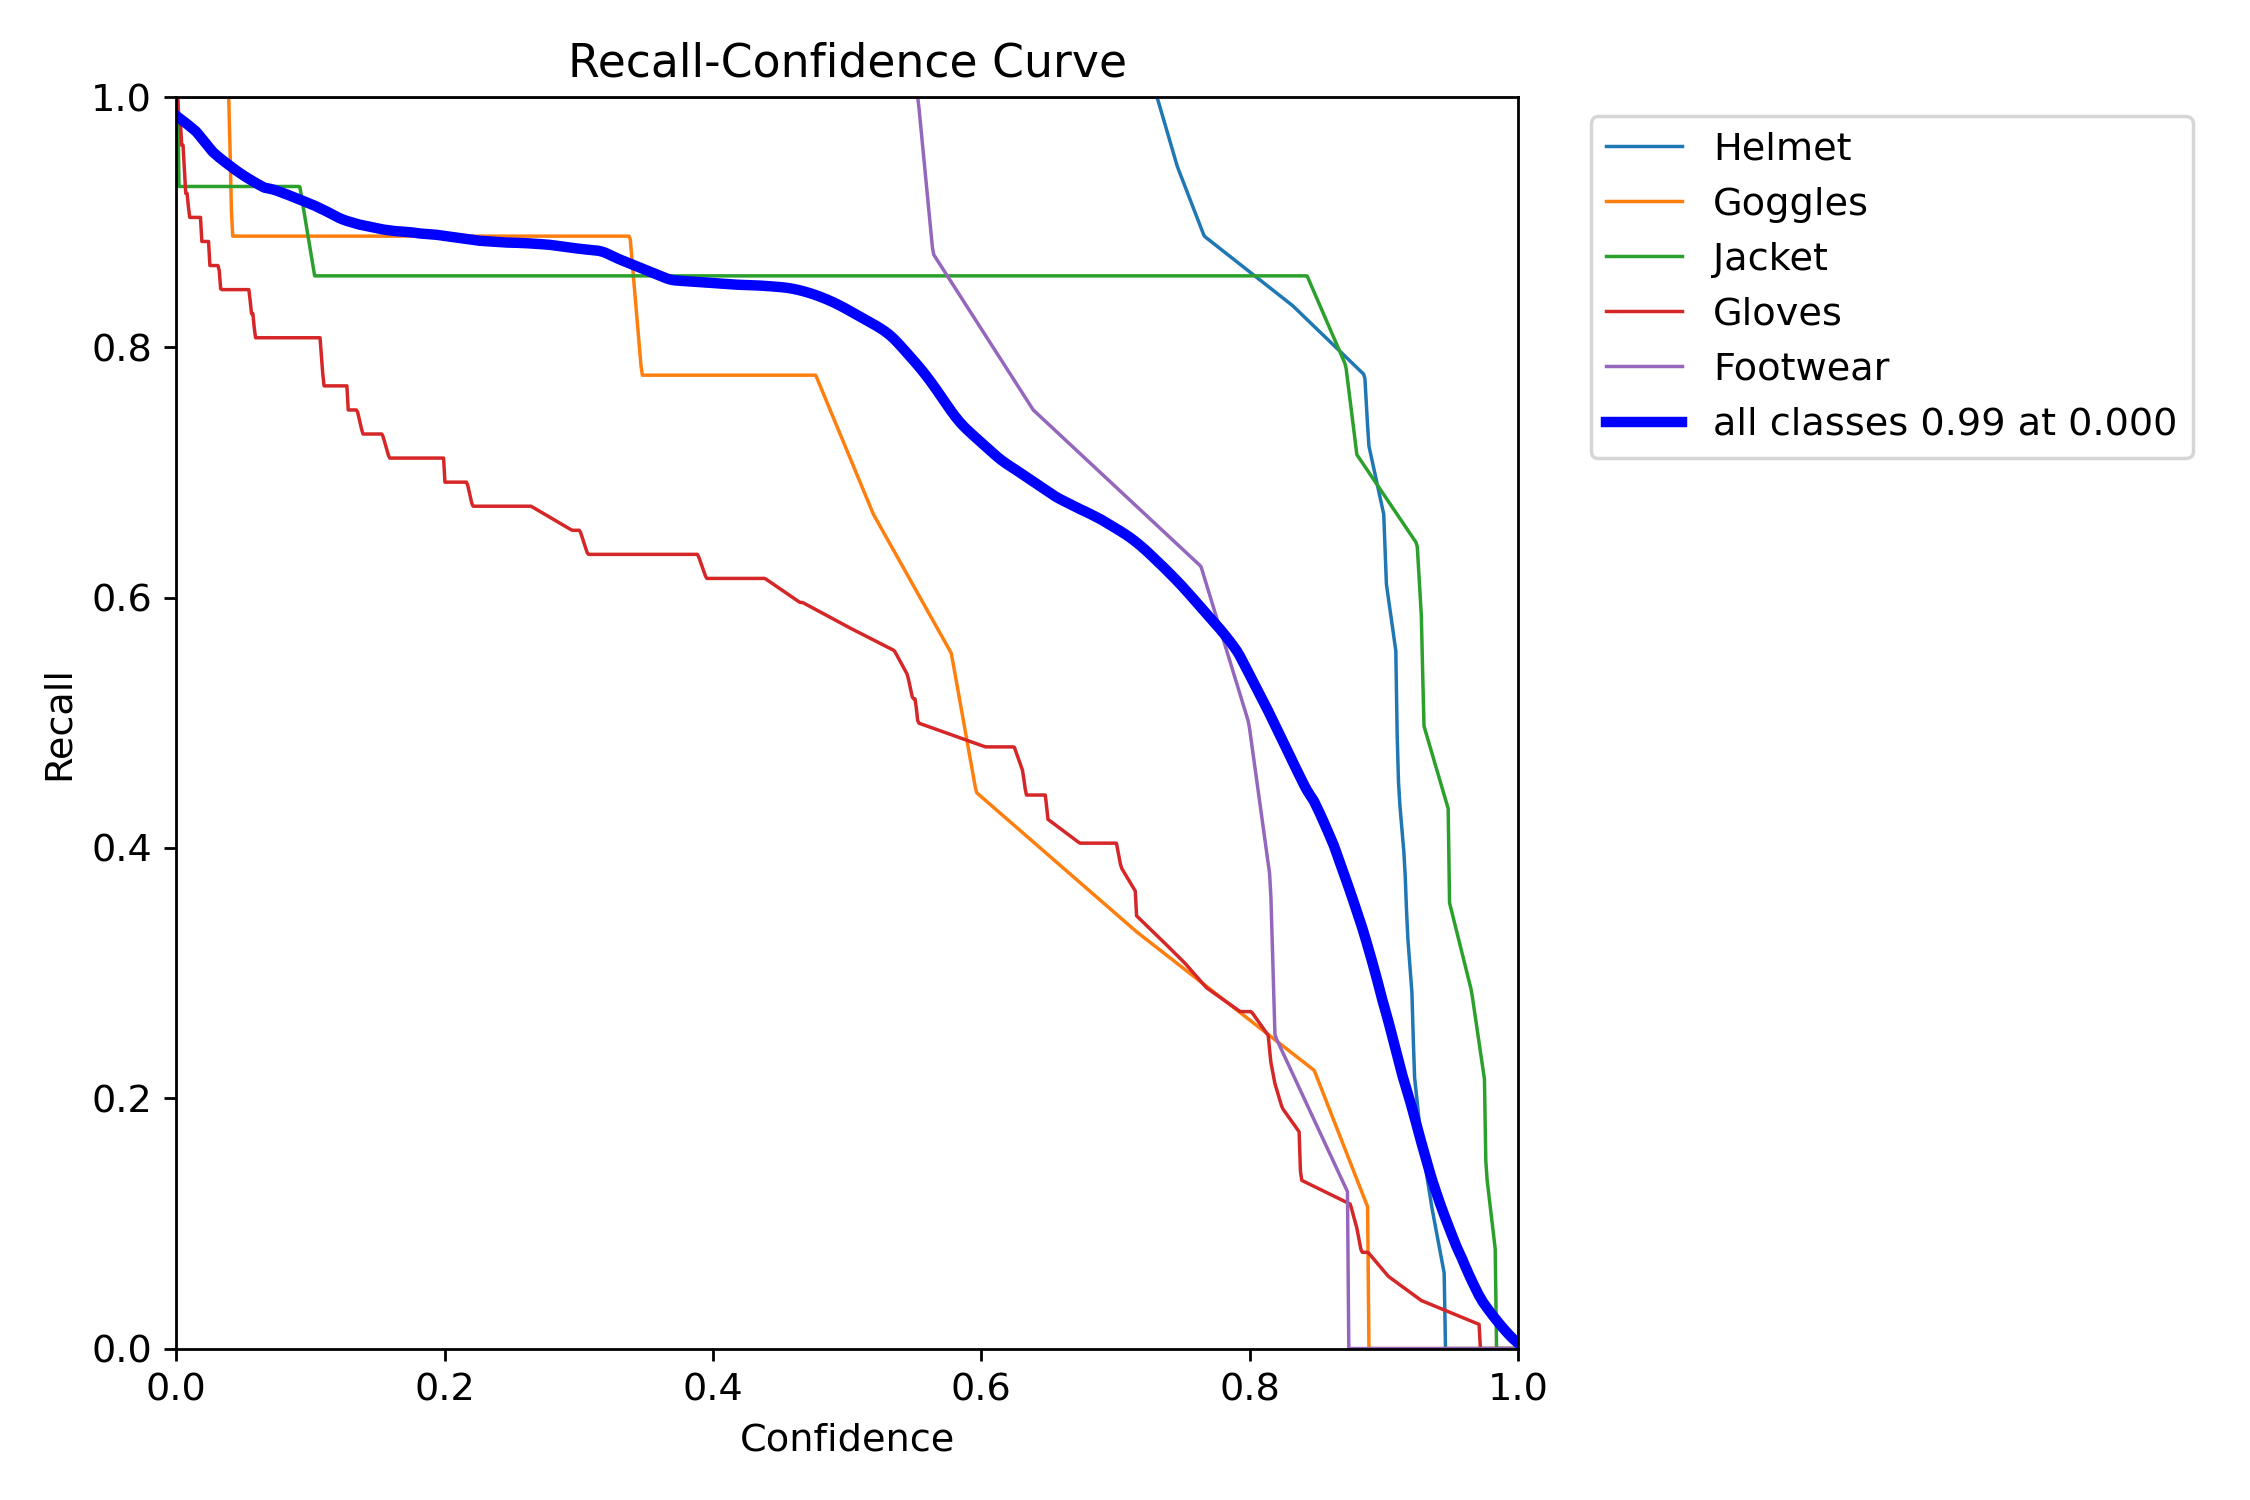 Recall-Confidence Curve
1.0
0.8
0.6
0.4
0.2
0.0
Recall
0.0 0.2 0.4 0.6 0.8 1.0
Confidence
Helmet
Goggles
Jacket
Gloves
Footwear
all classes 0.99 at 0.000